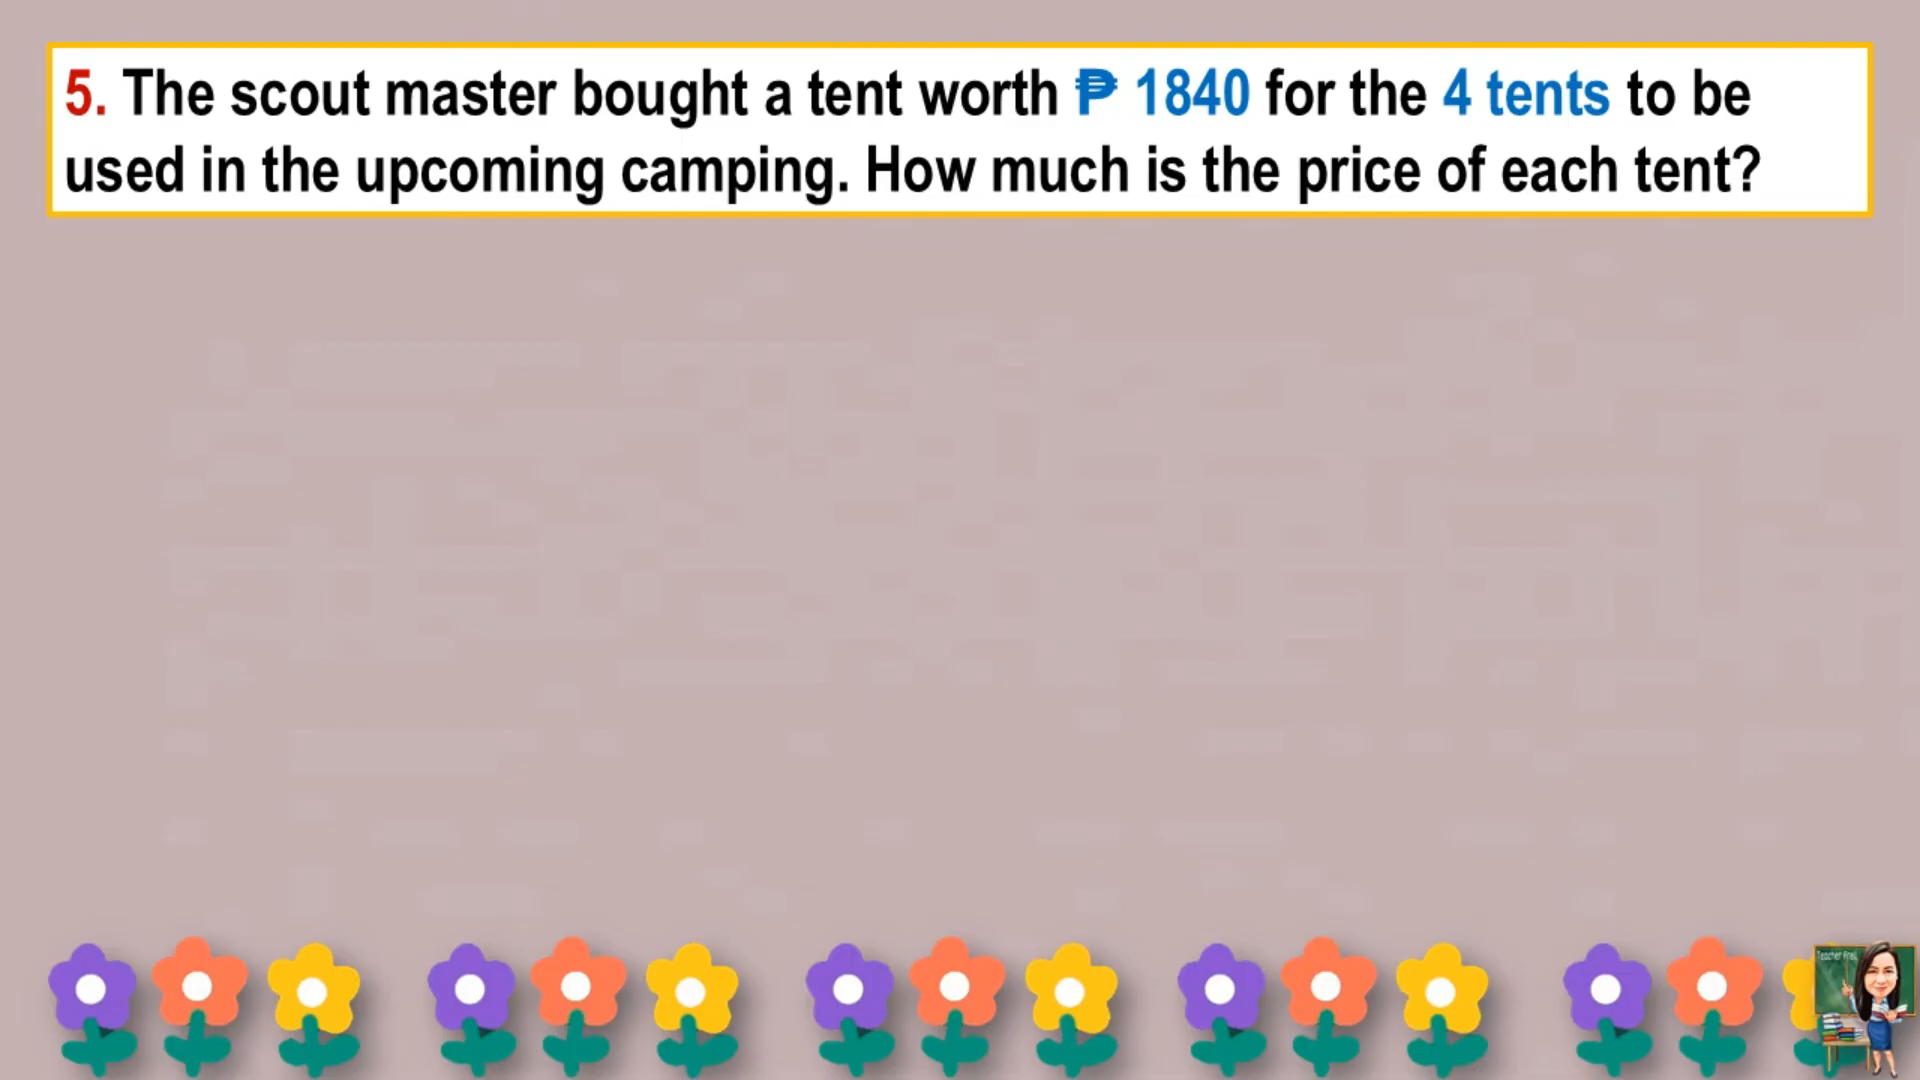 5. The scout master bought a tent worth ₱ 1840 for the 4 tents to be
used in the upcoming camping. How much is the price of each tent?